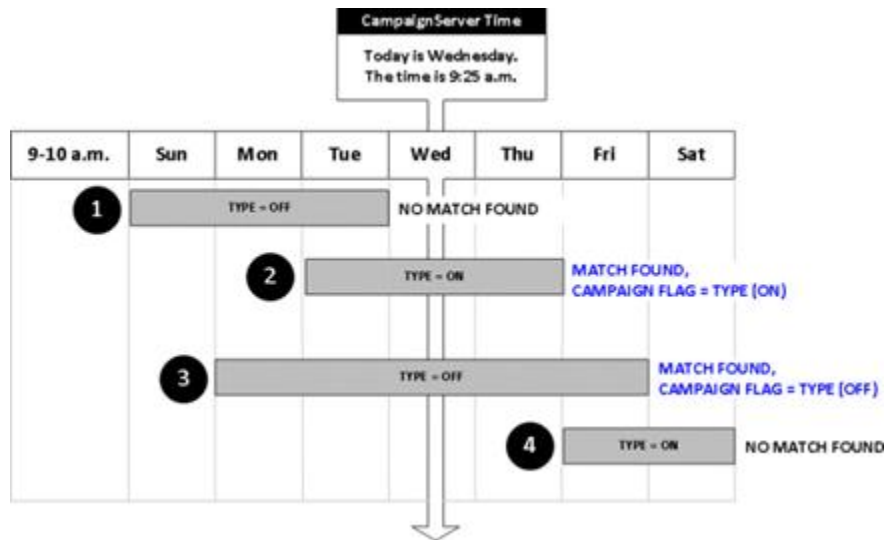 CampaignServer Time
Today is Wednesday.
The time is 9:25 a.m.
9-10 a.m. Sun Mon Tue Wed Thu Fri Sat
1 TYPE = OFF NO MATCH FOUND
2 TYPE = ON MATCH FOUND,
CAMPAIGN FLAG = TYPE (ON)
3 TYPE = OFF MATCH FOUND,
CAMPAIGN FLAG = TYPE (OFF)
4 TYPE = ON NO MATCH FOUND